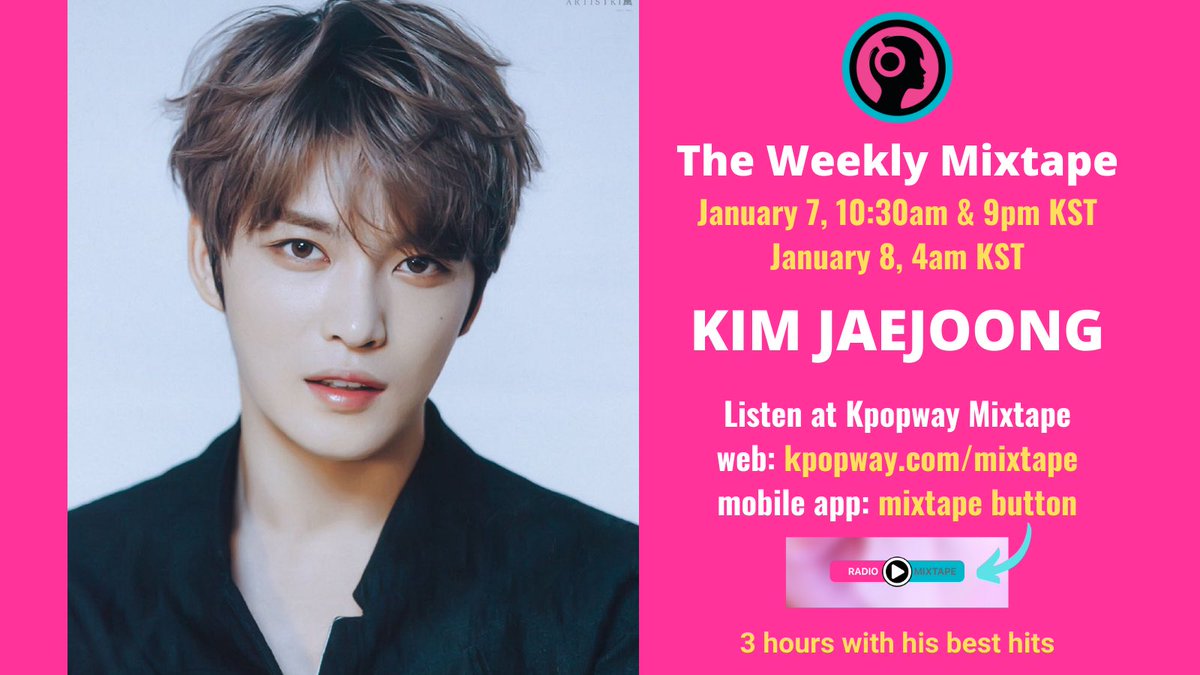 ARTISTKIM
The Weekly Mixtape
January 7, 10:30am & 9pm KST
January 8, 4am KST
KIM JAEJOONG
Listen at Kpopway Mixtape
web: kpopway.com/mixtape
mobile app: mixtape button
RADIO MIXTAPE
3 hours with his best hits